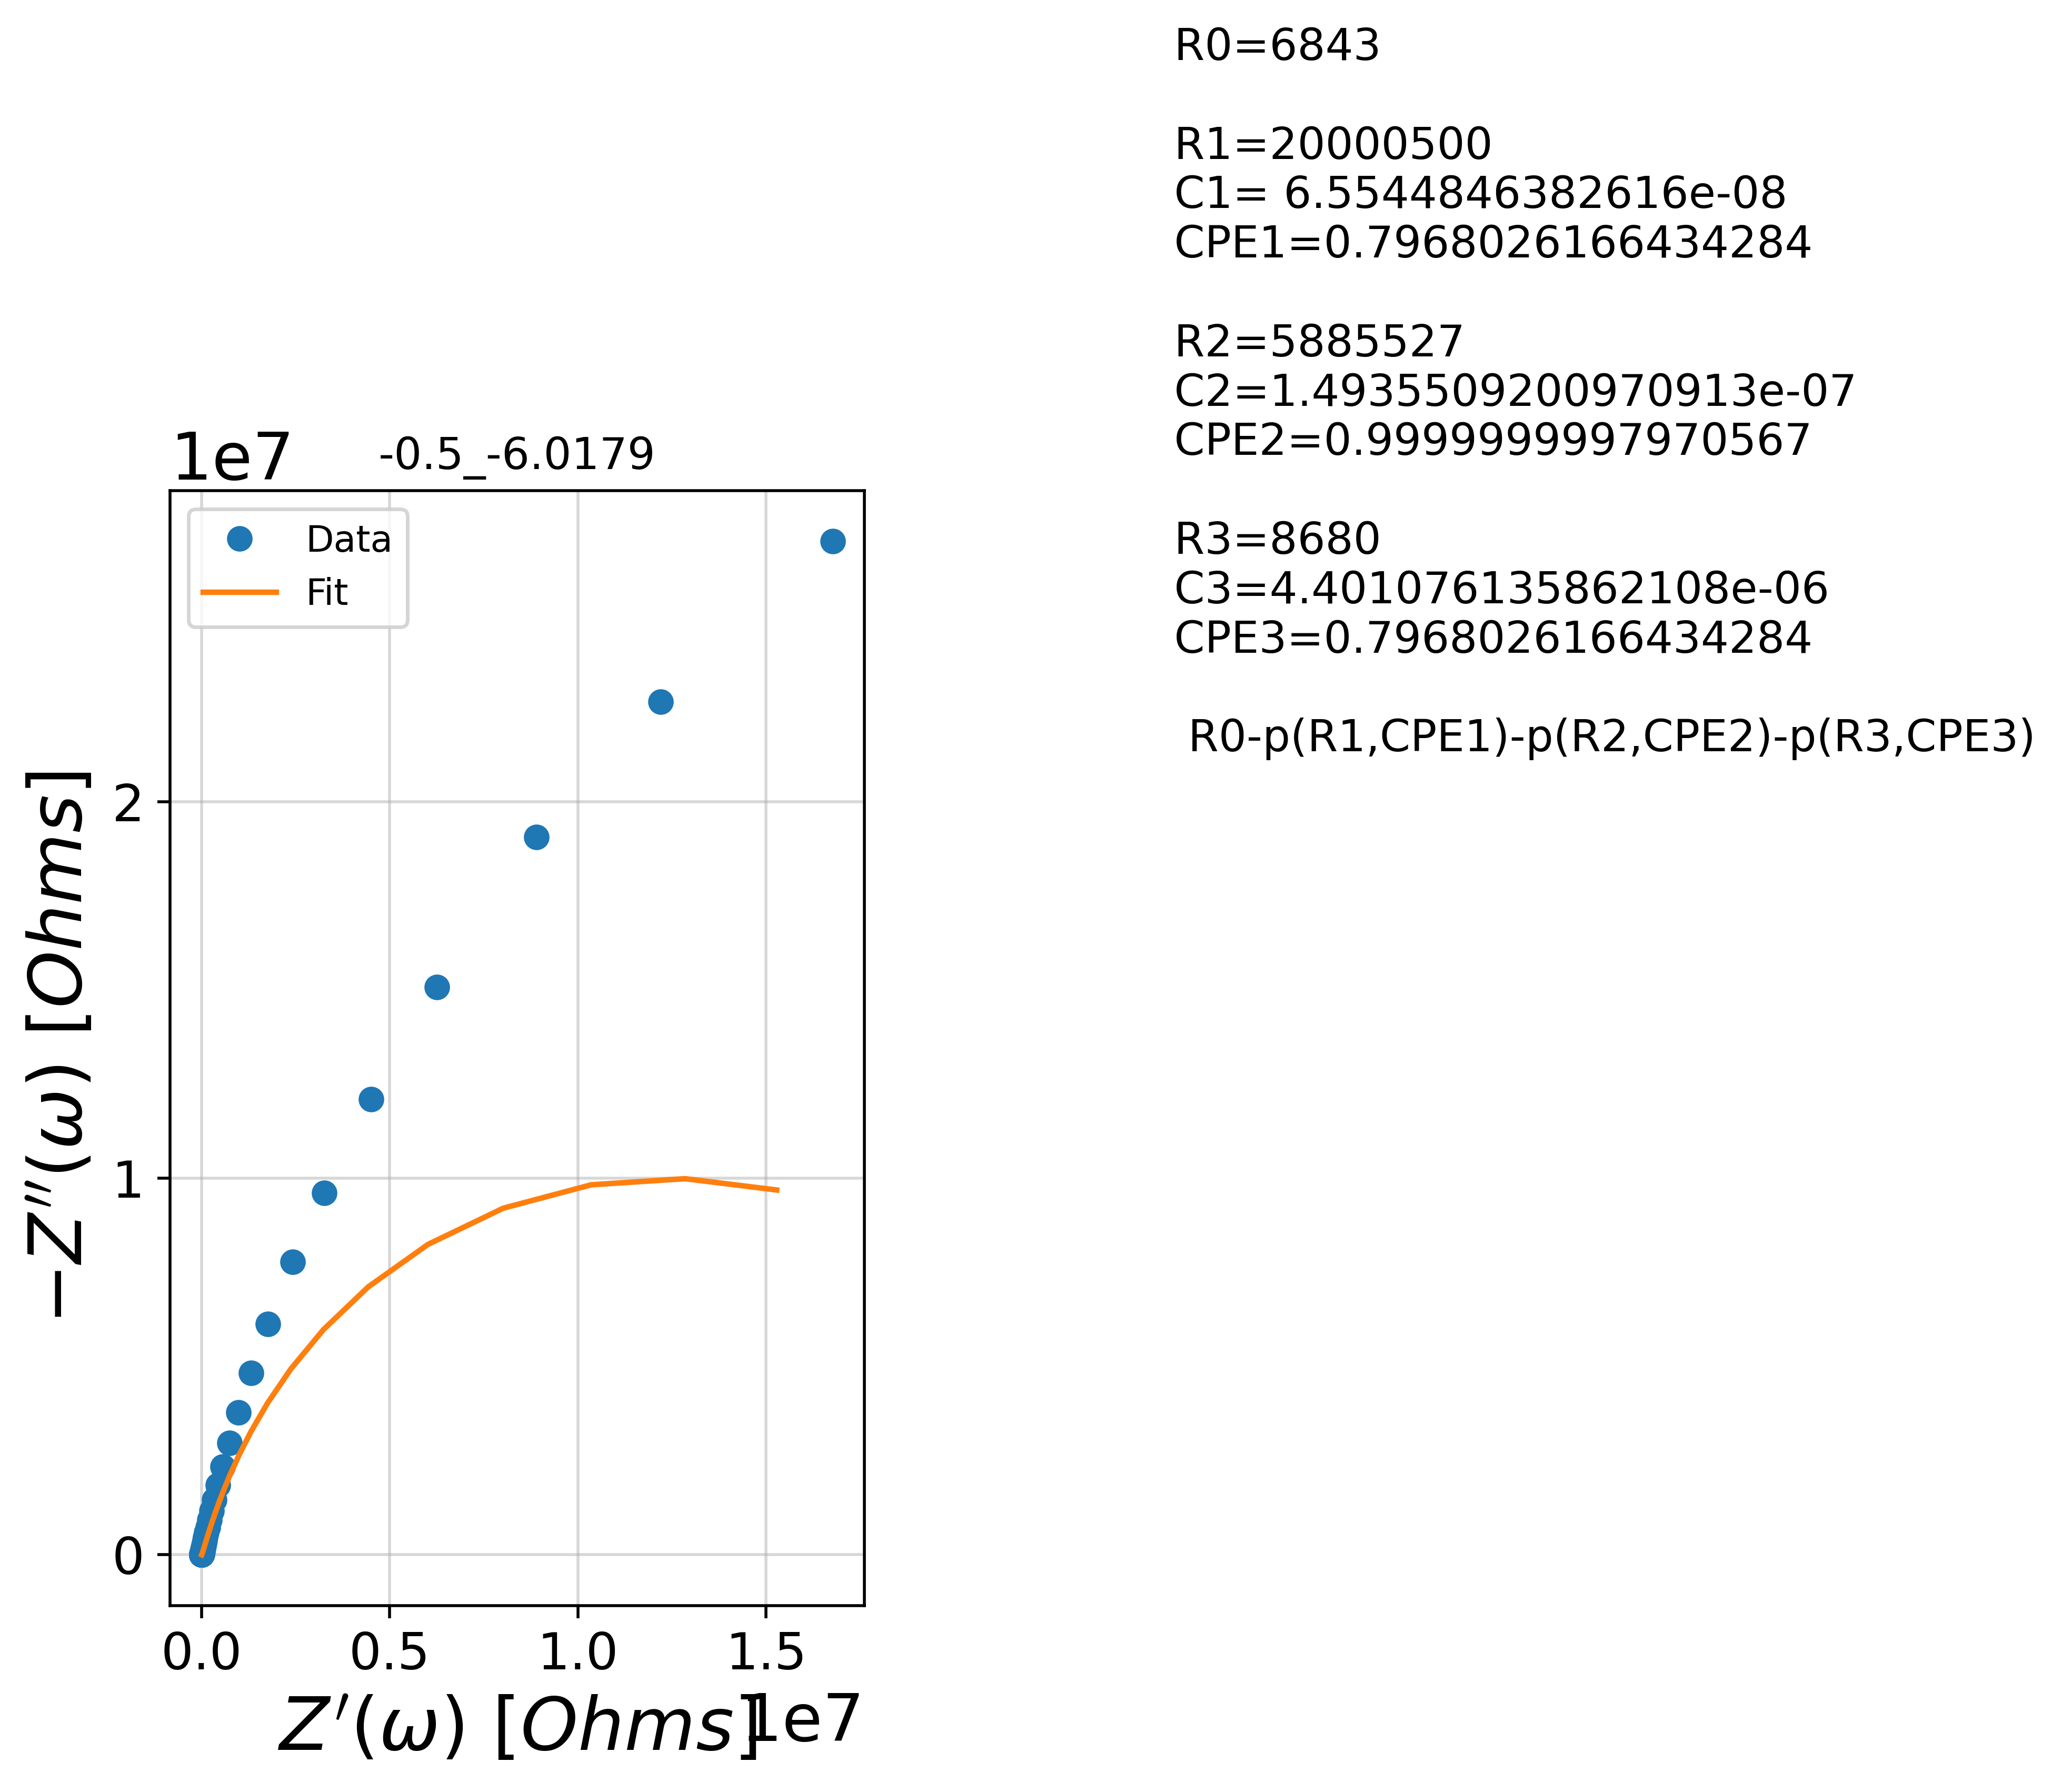 R0=6843
R1=20000500
C1= 6.5544846382616e-08
CPE1=0.7968026166434284
R2=5885527
C2=1.4935509200970913e-07
CPE2=0.9999999997970567
R3=8680
C3=4.401076135862108e-06
CPE3=0.7968026166434284
R0-p(R1,CPE1)-p(R2,CPE2)-p(R3,CPE3)
1e7
-0.5_-6.0179
Data
Fit
−Z′′(ω) [Ohms]
2
1
0
0.0 0.5 1.0 1.5
Z′(ω) [Ohms]
1e7